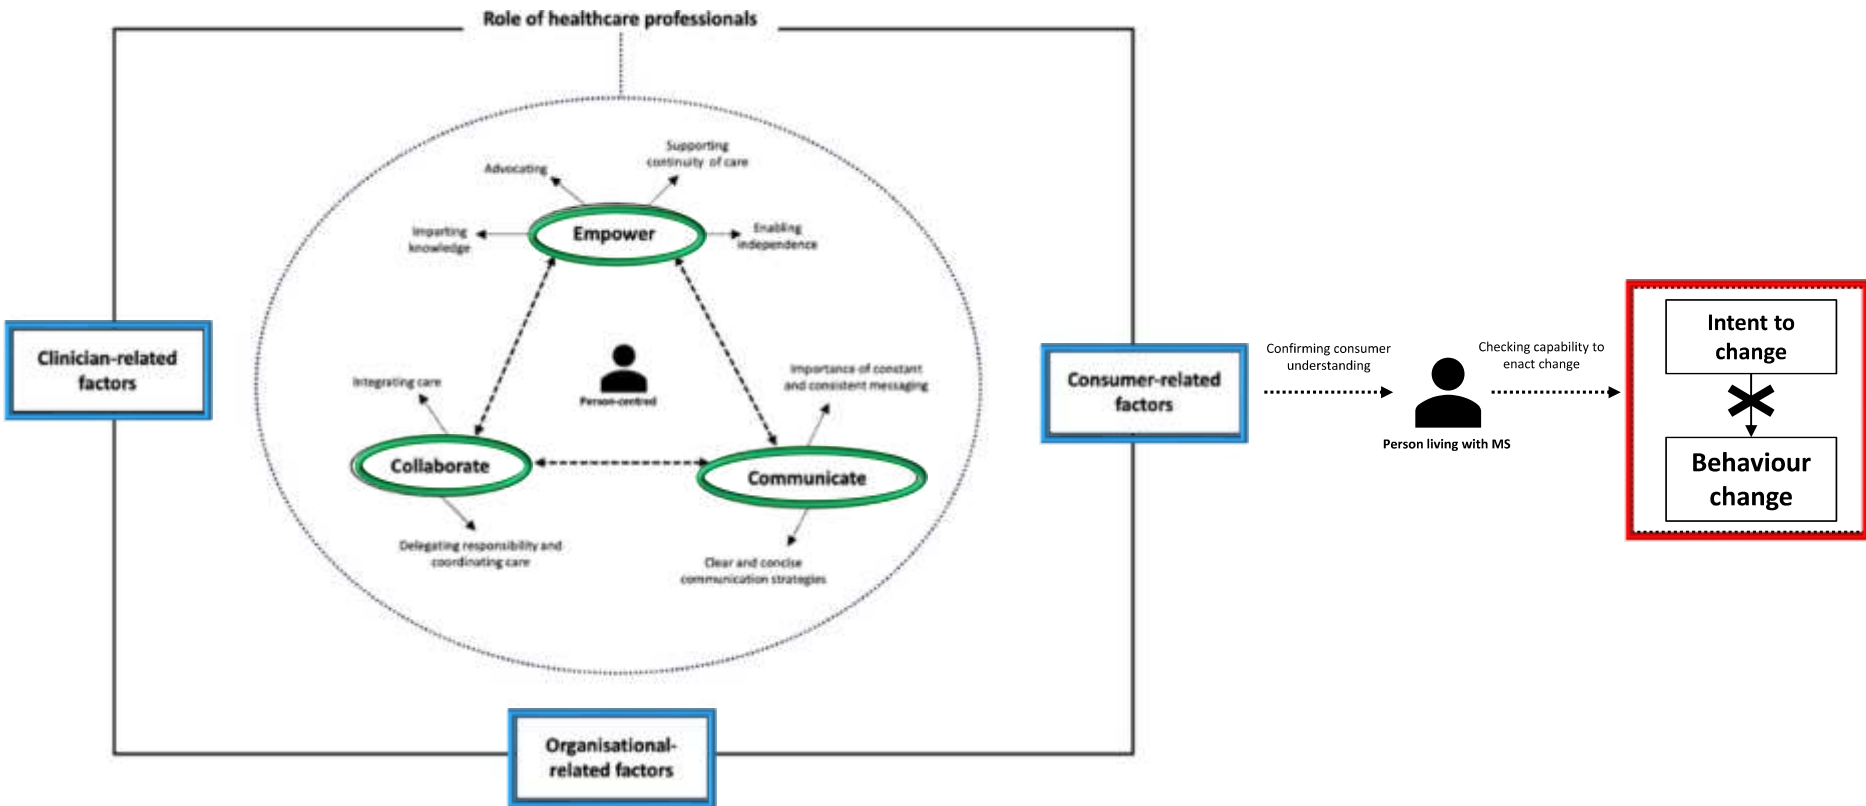 Role of healthcare professionals
Supporting
continuity of care
Advocating
Imparting
knowledge
Empower
Enabling
independence
Clinician-related
factors
Integrating care
Person-centred
Importance of constant
and consistent messaging
Collaborate
Communicate
Delegating responsibility and
coordinating care
Clear and concise
communication strategies
Organisational-
related factors
Consumer-related
factors
Confirming consumer
understanding
Person living with MS
Checking capability to
enact change
Intent to
change
Behaviour
change